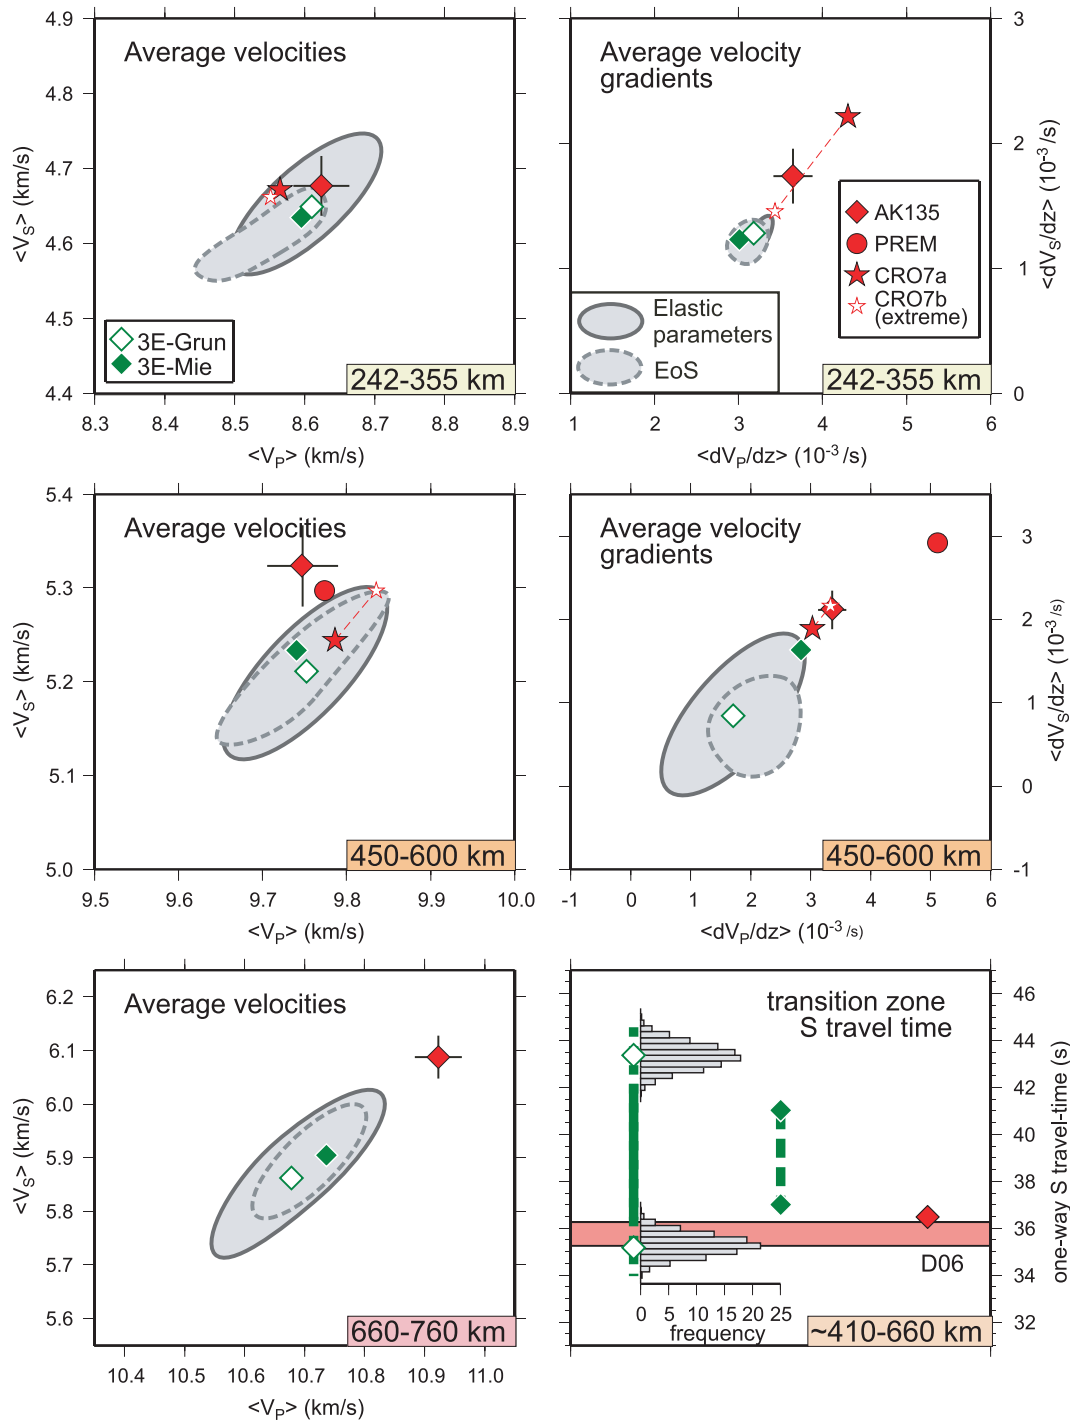 4.9
4.8
4.7
4.6
4.5
4.4
<V_S> (km/s)
Average velocities
3E-Grun
3E-Mie
242-355 km
8.3 8.4 8.5 8.6 8.7 8.8 8.9
<V_P> (km/s)
Average velocity
gradients
AK135
PREM
CRO7a
CRO7b
(extreme)
Elastic
parameters
EoS
242-355 km
3
2
1
0
<dV_S/dz> (10⁻³/s)
1 2 3 4 5 6
<dV_P/dz> (10⁻³/s)
5.4
5.3
5.2
5.1
5.0
<V_S> (km/s)
Average velocities
450-600 km
9.5 9.6 9.7 9.8 9.9 10.0
<V_P> (km/s)
Average velocity
gradients
450-600 km
3
2
1
0
-1
<dV_S/dz> (10⁻³/s)
-1 0 1 2 3 4 5 6
<dV_P/dz> (10⁻³/s)
6.2
6.1
6.0
5.9
5.8
5.7
5.6
<V_S> (km/s)
Average velocities
660-760 km
10.4 10.5 10.6 10.7 10.8 10.9 11.0
<V_P> (km/s)
transition zone
S travel time
D06
0 5 10 15 20 25
frequency
~410-660 km
46
44
42
40
38
36
34
32
one-way S travel-time (s)